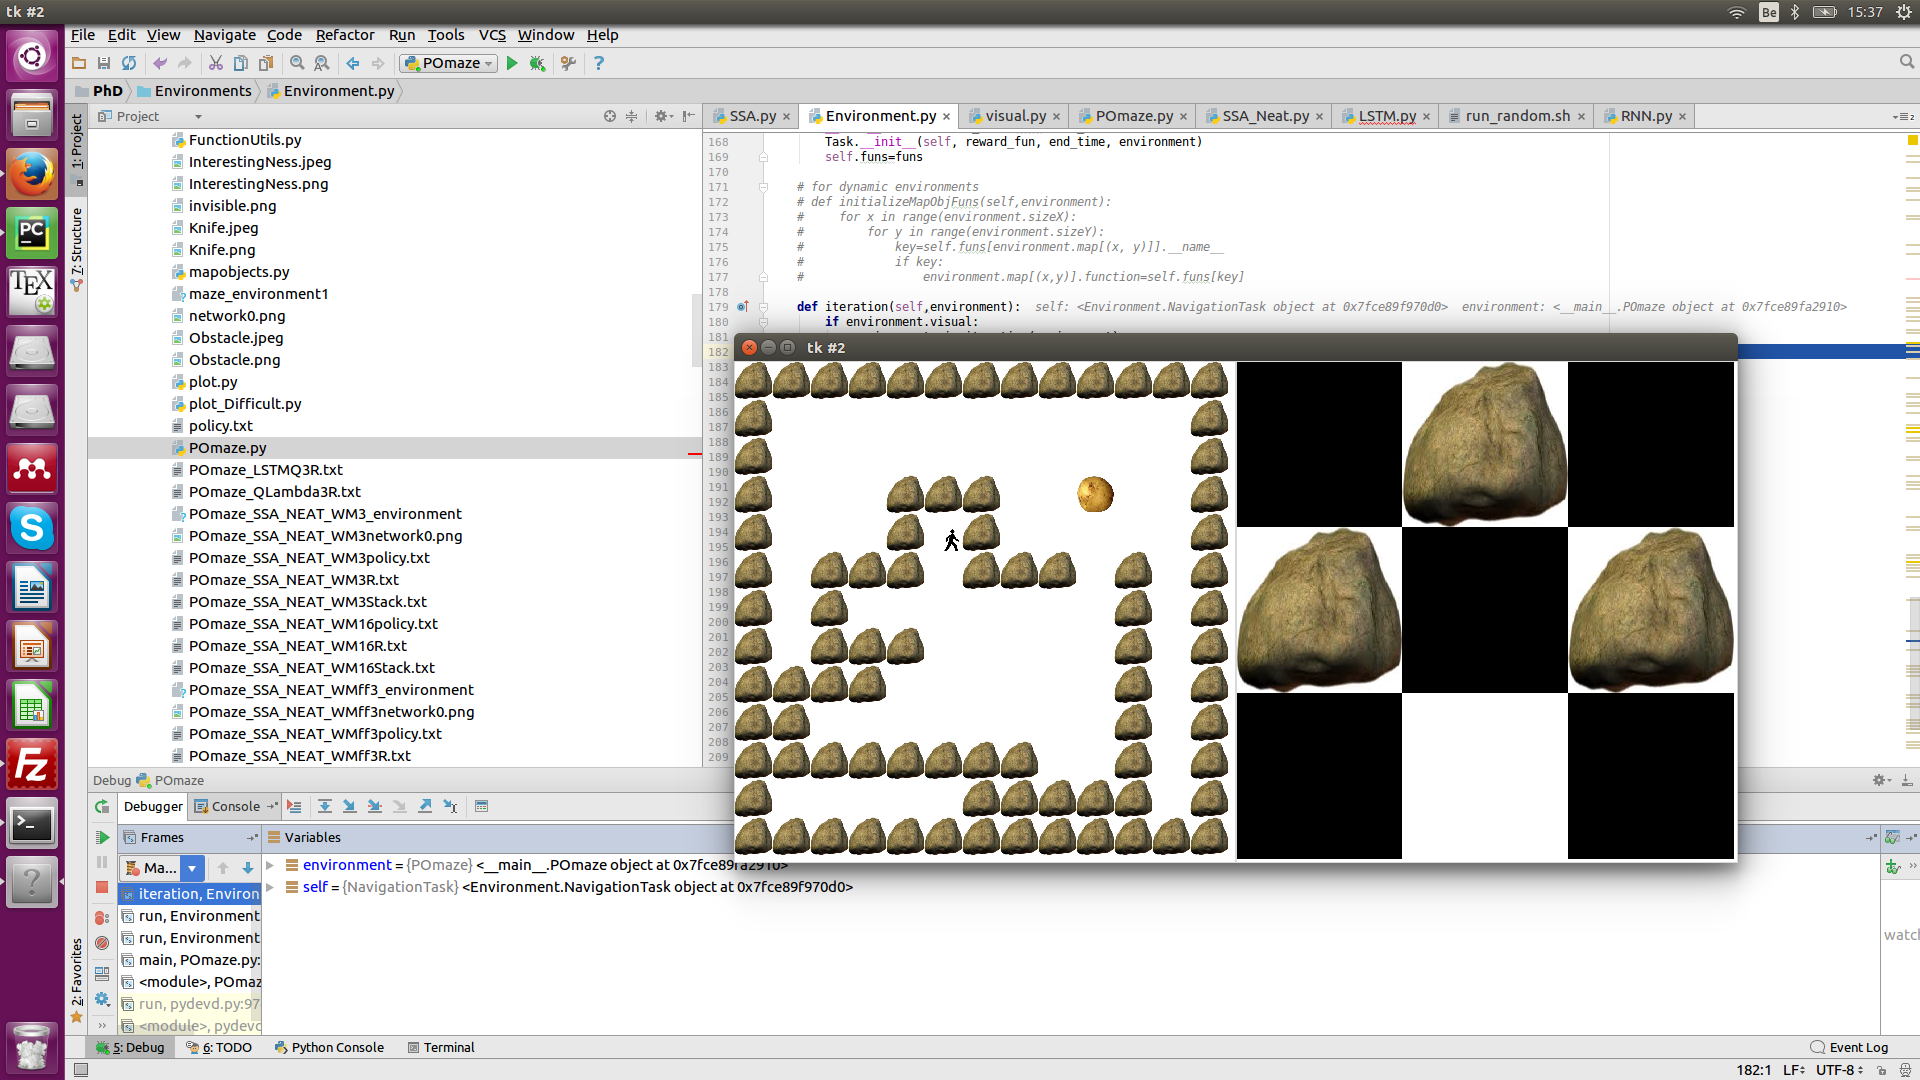 tk #2
Be
15:37
File Edit View Navigate Code Refactor Run Tools VCS Window Help
POmaze
PhD Environments Environment.py
Project
SSA.py Environment.py visual.py POmaze.py SSA_Neat.py LSTM.py run_random.sh RNN.py
1: Project
7: Structure
2: Favorites
FunctionUtils.py
InterestingNess.jpeg
InterestingNess.png
invisible.png
Knife.jpeg
Knife.png
mapobjects.py
maze_environment1
network0.png
Obstacle.jpeg
Obstacle.png
plot.py
plot_Difficult.py
policy.txt
POmaze.py
POmaze_LSTMQ3R.txt
POmaze_QLambda3R.txt
POmaze_SSA_NEAT_WM3_environment
POmaze_SSA_NEAT_WM3network0.png
POmaze_SSA_NEAT_WM3policy.txt
POmaze_SSA_NEAT_WM3R.txt
POmaze_SSA_NEAT_WM3Stack.txt
POmaze_SSA_NEAT_WM16policy.txt
POmaze_SSA_NEAT_WM16R.txt
POmaze_SSA_NEAT_WM16Stack.txt
POmaze_SSA_NEAT_WMff3_environment
POmaze_SSA_NEAT_WMff3network0.png
POmaze_SSA_NEAT_WMff3policy.txt
POmaze_SSA_NEAT_WMff3R.txt
168 Task.__init__(self, reward_fun, end_time, environment)
169 self.funs=funs
170
171 # for dynamic environments
172 # def initializeMapObjFuns(self,environment):
173 # for x in range(environment.sizeX):
174 # for y in range(environment.sizeY):
175 # key=self.funs[environment.map[(x, y)]].__name__
176 # if key:
177 # environment.map[(x,y)].function=self.funs[key]
178
179 def iteration(self,environment): self: <Environment.NavigationTask object at 0x7fce89f970d0> environment: <__main__.POmaze object at 0x7fce89fa2910>
180 if environment.visual:
181
182
183
184
185
186
187
188
189
190
191
192
193
194
195
196
197
198
199
200
201
202
203
204
205
206
207
208
209
tk #2
Debug POmaze
Debugger Console
Frames Variables
Ma...
iteration, Environ
run, Environment
run, Environment
main, POmaze.py:
<module>, POmaz
run, pydevd.py:97
<module>, pydevd
environment = {POmaze} <__main__.POmaze object at 0x7fce89fa2910>
self = {NavigationTask} <Environment.NavigationTask object at 0x7fce89f970d0>
watch
5: Debug 6: TODO Python Console Terminal Event Log
182:1 LF UTF-8